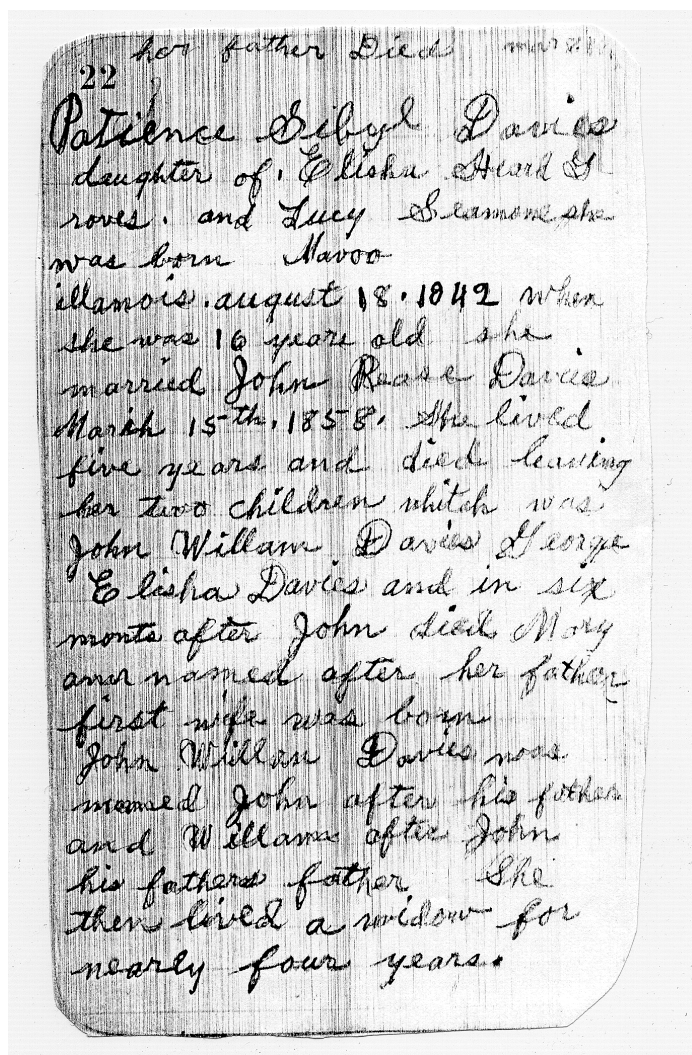 her father Died
22
Patience Sibyl Davies
daughter of. Elisha Heard G
roves. and Lucy Seamons she
was born Navoo
illanois. august 18. 1842 when
she was 16 years old she
married John Rease Davies
March 15th. 1858. She lived
five years and died leaving
her two children whitch was
John Willam Davies George
Elisha Davies and in six
monts after John died Mary
ann named after her father
first wife was born
John Willan Davies was
named John after his father
and Willams after John
his fathers father She
then lived a widow for
nearly four years.